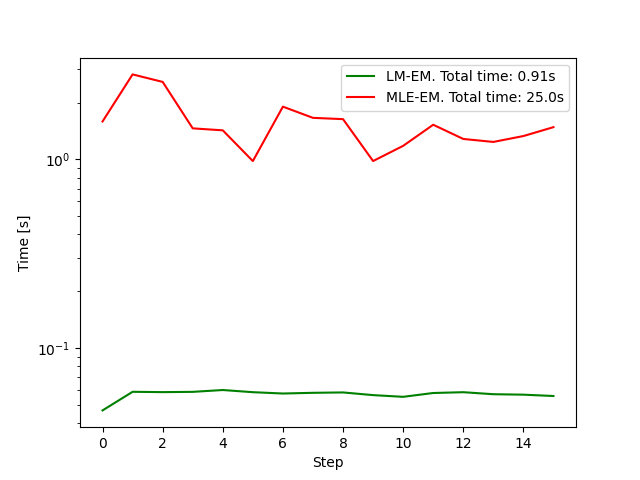 LM-EM. Total time: 0.91s
MLE-EM. Total time: 25.0s
10⁰
10⁻¹
Time [s]
0 2 4 6 8 10 12 14
Step